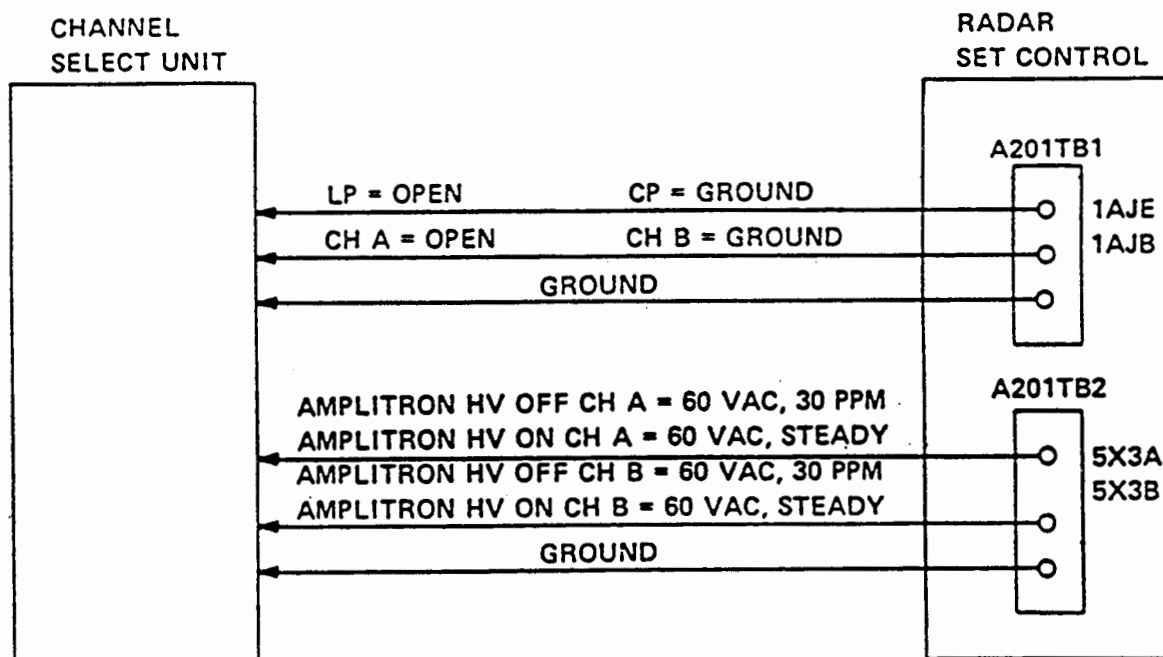 CHANNEL
SELECT UNIT
RADAR
SET CONTROL
A201TB1
LP = OPEN CP = GROUND 1AJE
CH A = OPEN CH B = GROUND 1AJB
GROUND
A201TB2
AMPLITRON HV OFF CH A = 60 VAC, 30 PPM
AMPLITRON HV ON CH A = 60 VAC, STEADY 5X3A
AMPLITRON HV OFF CH B = 60 VAC, 30 PPM 5X3B
AMPLITRON HV ON CH B = 60 VAC, STEADY
GROUND